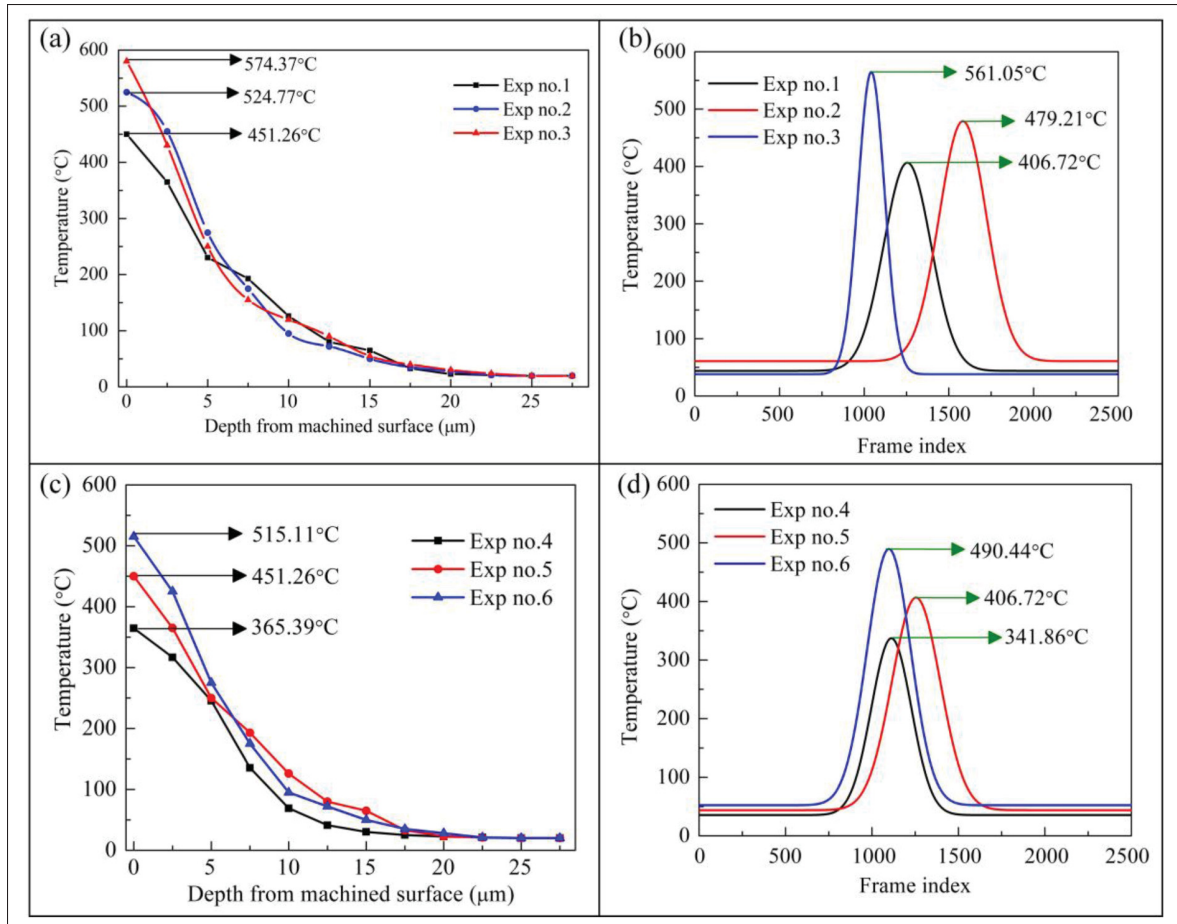 (a)
600
500
400
300
200
100
0
Temperature (°C)
574.37°C
524.77°C
451.26°C
Exp no.1
Exp no.2
Exp no.3
0 5 10 15 20 25
Depth from machined surface (μm)
(b)
600
500
400
300
200
100
0
Temperature (°C)
Exp no.1
Exp no.2
Exp no.3
561.05°C
479.21°C
406.72°C
0 500 1000 1500 2000 2500
Frame index
(c)
600
500
400
300
200
100
0
Temperature (°C)
515.11°C
451.26°C
365.39°C
Exp no.4
Exp no.5
Exp no.6
0 5 10 15 20 25
Depth from machined surface (μm)
(d)
600
500
400
300
200
100
0
Temperature (°C)
Exp no.4
Exp no.5
Exp no.6
490.44°C
406.72°C
341.86°C
0 500 1000 1500 2000 2500
Frame index